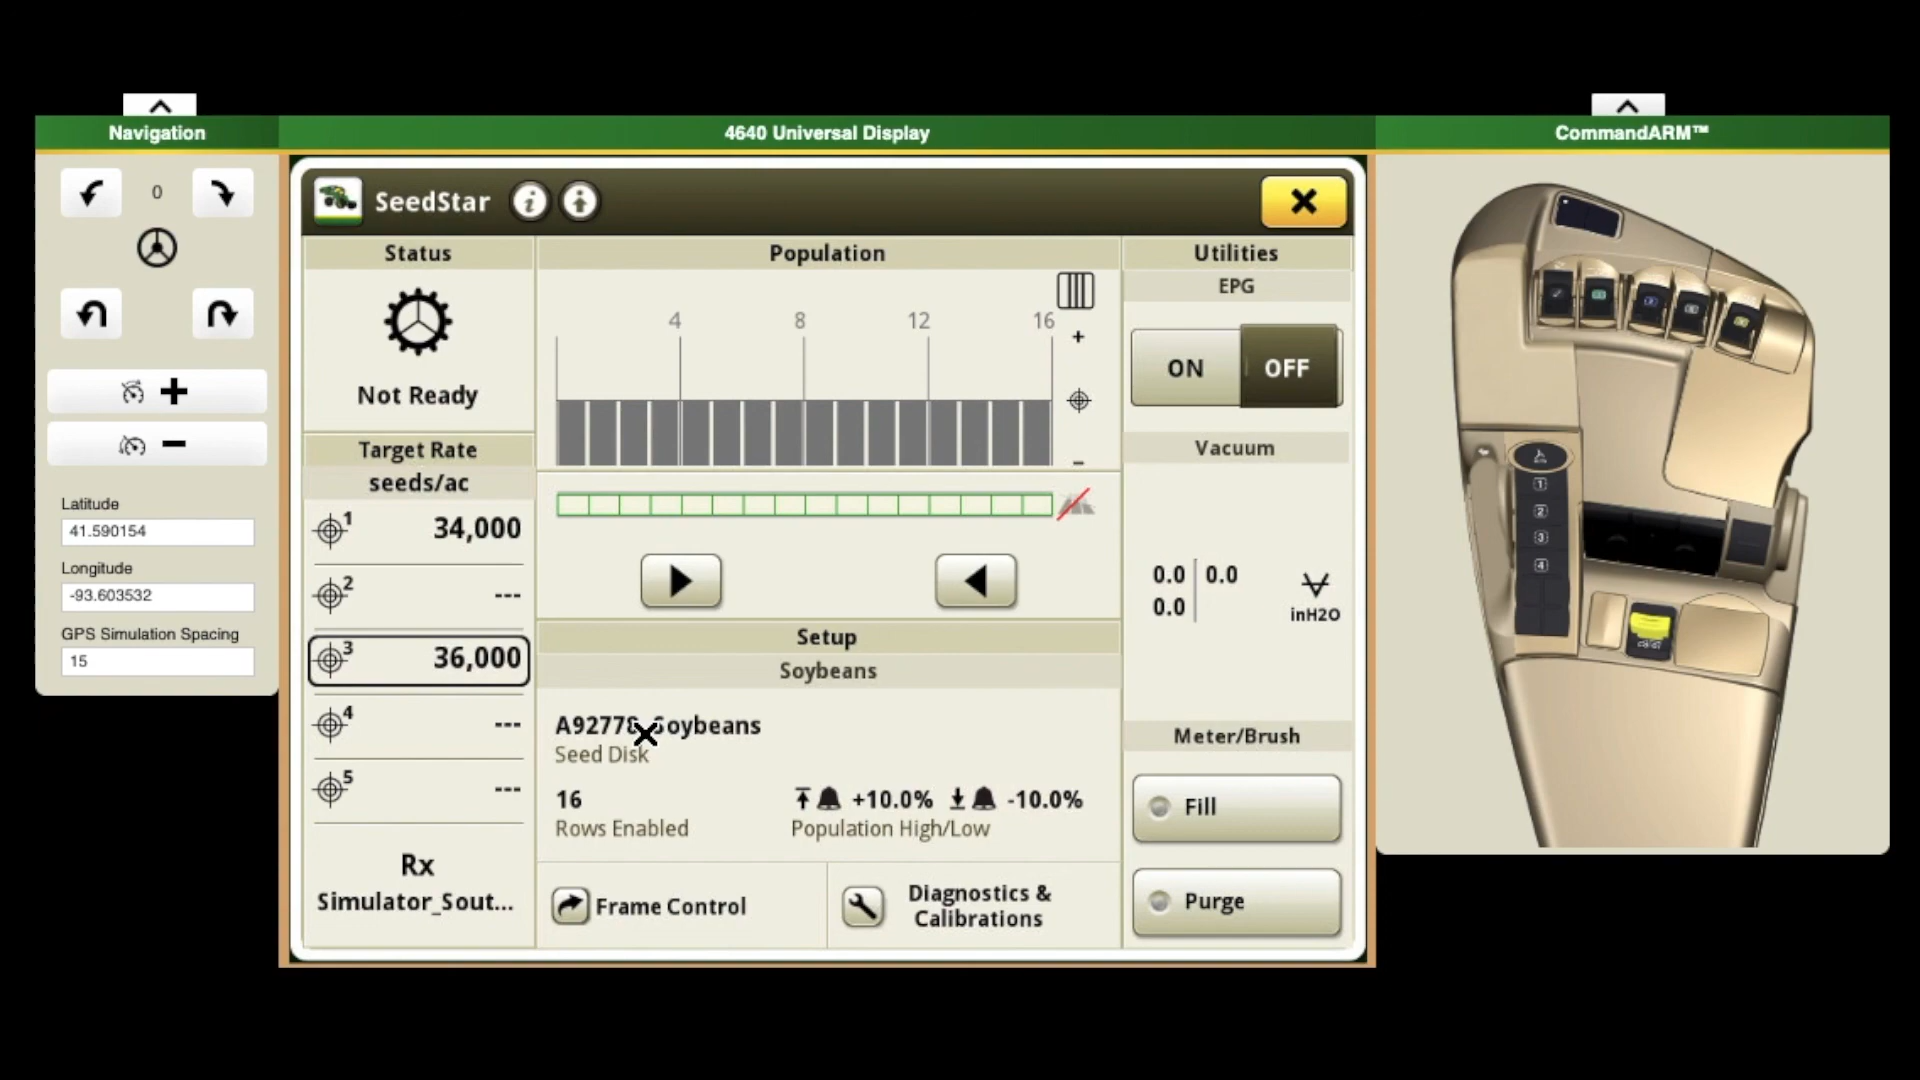 Navigation
4640 Universal Display
CommandARM™
0
Latitude
41.590154
Longitude
-93.603532
GPS Simulation Spacing
15
SeedStar
Status
Not Ready
Target Rate
seeds/ac
1 34,000
2 ---
3 36,000
4 ---
5 ---
Rx
Simulator_Sout...
Population
4 8 12 16
+
-
Setup
Soybeans
A92778 Soybeans
Seed Disk
16
Rows Enabled
+10.0% -10.0%
Population High/Low
Frame Control
Diagnostics &
Calibrations
Utilities
EPG
ON OFF
Vacuum
0.0 0.0
0.0
inH2O
Meter/Brush
Fill
Purge
1
2
3
4